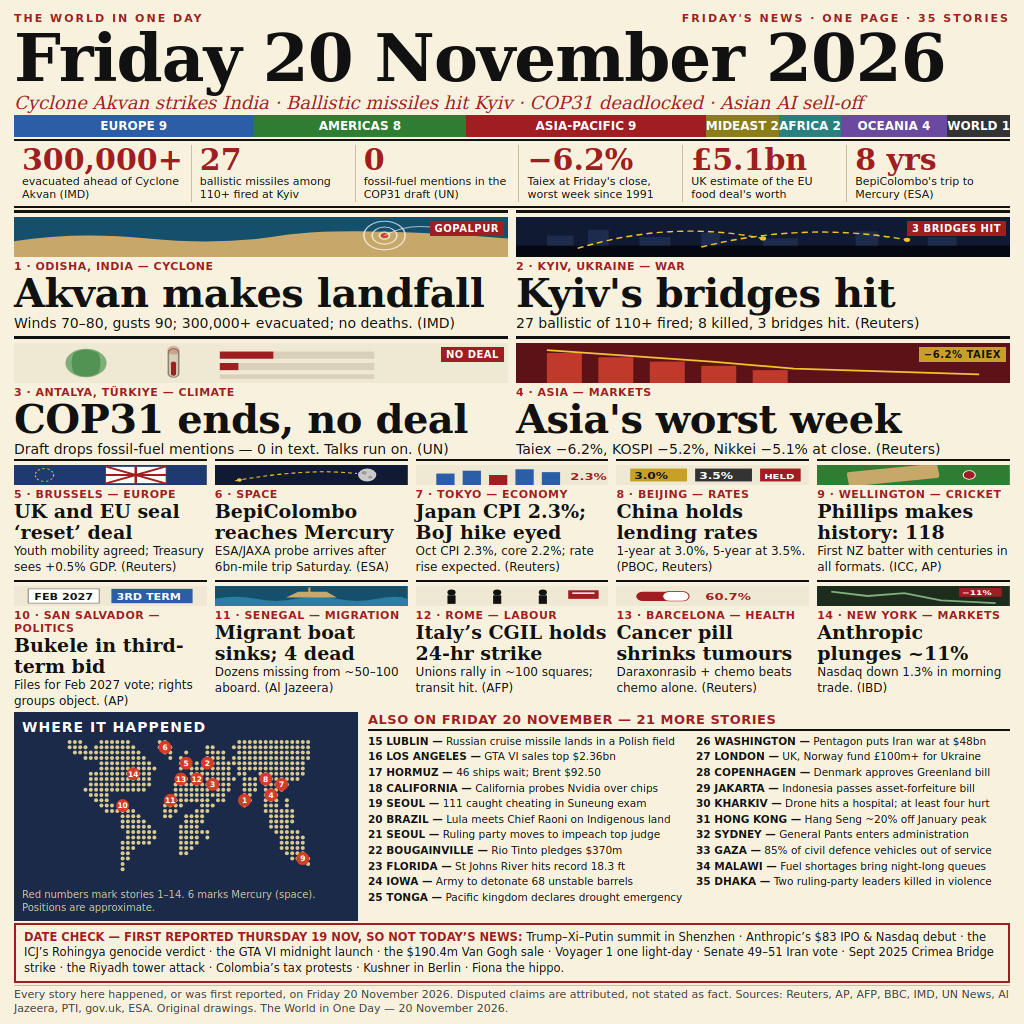 THE WORLD IN ONE DAY
FRIDAY'S NEWS · ONE PAGE · 35 STORIES
Friday 20 November 2026
Cyclone Akvan strikes India · Ballistic missiles hit Kyiv · COP31 deadlocked · Asian AI sell-off
EUROPE 9
AMERICAS 8
ASIA-PACIFIC 9
MIDEAST 2
AFRICA 2
OCEANIA 4
WORLD 1
300,000+
evacuated ahead of Cyclone
Akvan (IMD)
27
ballistic missiles among
110+ fired at Kyiv
0
fossil-fuel mentions in the
COP31 draft (UN)
−6.2%
Taiex at Friday's close,
worst week since 1991
£5.1bn
UK estimate of the EU
food deal's worth
8 yrs
BepiColombo's trip to
Mercury (ESA)
GOPALPUR
1 · ODISHA, INDIA — CYCLONE
Akvan makes landfall
Winds 70–80, gusts 90; 300,000+ evacuated; no deaths. (IMD)
3 BRIDGES HIT
2 · KYIV, UKRAINE — WAR
Kyiv's bridges hit
27 ballistic of 110+ fired; 8 killed, 3 bridges hit. (Reuters)
NO DEAL
3 · ANTALYA, TÜRKIYE — CLIMATE
COP31 ends, no deal
Draft drops fossil-fuel mentions — 0 in text. Talks run on. (UN)
−6.2% TAIEX
4 · ASIA — MARKETS
Asia's worst week
Taiex −6.2%, KOSPI −5.2%, Nikkei −5.1% at close. (Reuters)
5 · BRUSSELS — EUROPE
UK and EU seal
‘reset’ deal
Youth mobility agreed; Treasury
sees +0.5% GDP. (Reuters)
6 · SPACE
BepiColombo
reaches Mercury
ESA/JAXA probe arrives after
6bn-mile trip Saturday. (ESA)
2.3%
7 · TOKYO — ECONOMY
Japan CPI 2.3%;
BoJ hike eyed
Oct CPI 2.3%, core 2.2%; rate
rise expected. (Reuters)
3.0%
3.5%
HELD
8 · BEIJING — RATES
China holds
lending rates
1-year at 3.0%, 5-year at 3.5%.
(PBOC, Reuters)
9 · WELLINGTON — CRICKET
Phillips makes
history: 118
First NZ batter with centuries in
all formats. (ICC, AP)
FEB 2027
3RD TERM
10 · SAN SALVADOR —
POLITICS
Bukele in third-
term bid
Files for Feb 2027 vote; rights
groups object. (AP)
11 · SENEGAL — MIGRATION
Migrant boat
sinks; 4 dead
Dozens missing from ~50–100
aboard. (Al Jazeera)
12 · ROME — LABOUR
Italy’s CGIL holds
24-hr strike
Unions rally in ~100 squares;
transit hit. (AFP)
60.7%
13 · BARCELONA — HEALTH
Cancer pill
shrinks tumours
Daraxonrasib + chemo beats
chemo alone. (Reuters)
−11%
14 · NEW YORK — MARKETS
Anthropic
plunges ~11%
Nasdaq down 1.3% in morning
trade. (IBD)
WHERE IT HAPPENED
6
5
2
14
13
12
3
8
7
4
11
1
10
9
Red numbers mark stories 1–14. 6 marks Mercury (space).
Positions are approximate.
ALSO ON FRIDAY 20 NOVEMBER — 21 MORE STORIES
15 LUBLIN — Russian cruise missile lands in a Polish field
16 LOS ANGELES — GTA VI sales top $2.36bn
17 HORMUZ — 46 ships wait; Brent $92.50
18 CALIFORNIA — California probes Nvidia over chips
19 SEOUL — 111 caught cheating in Suneung exam
20 BRAZIL — Lula meets Chief Raoni on Indigenous land
21 SEOUL — Ruling party moves to impeach top judge
22 BOUGAINVILLE — Rio Tinto pledges $370m
23 FLORIDA — St Johns River hits record 18.3 ft
24 IOWA — Army to detonate 68 unstable barrels
25 TONGA — Pacific kingdom declares drought emergency
26 WASHINGTON — Pentagon puts Iran war at $48bn
27 LONDON — UK, Norway fund £100m+ for Ukraine
28 COPENHAGEN — Denmark approves Greenland bill
29 JAKARTA — Indonesia passes asset-forfeiture bill
30 KHARKIV — Drone hits a hospital; at least four hurt
31 HONG KONG — Hang Seng ~20% off January peak
32 SYDNEY — General Pants enters administration
33 GAZA — 85% of civil defence vehicles out of service
34 MALAWI — Fuel shortages bring night-long queues
35 DHAKA — Two ruling-party leaders killed in violence
DATE CHECK — FIRST REPORTED THURSDAY 19 NOV, SO NOT TODAY’S NEWS: Trump–Xi–Putin summit in Shenzhen · Anthropic’s $83 IPO & Nasdaq debut · the
ICJ’s Rohingya genocide verdict · the GTA VI midnight launch · the $190.4m Van Gogh sale · Voyager 1 one light-day · Senate 49–51 Iran vote · Sept 2025 Crimea Bridge
strike · the Riyadh tower attack · Colombia’s tax protests · Kushner in Berlin · Fiona the hippo.
Every story here happened, or was first reported, on Friday 20 November 2026. Disputed claims are attributed, not stated as fact. Sources: Reuters, AP, AFP, BBC, IMD, UN News, Al
Jazeera, PTI, gov.uk, ESA. Original drawings. The World in One Day — 20 November 2026.